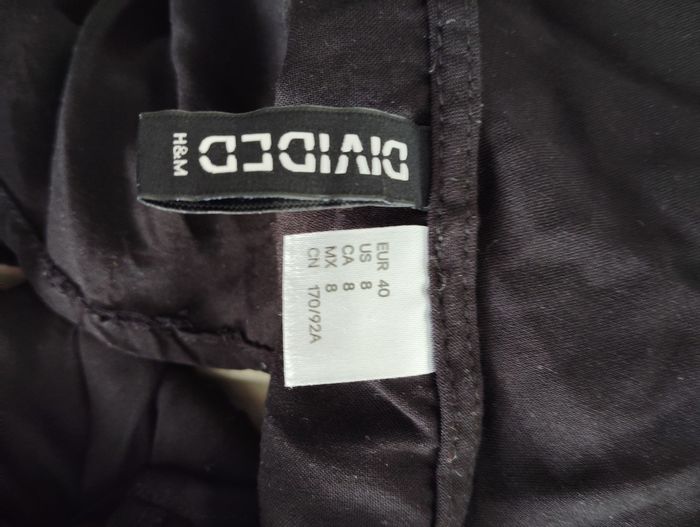 DIVIDED
H&M
EUR 40
US 8
CA 8
MX 8
CN 170/92A